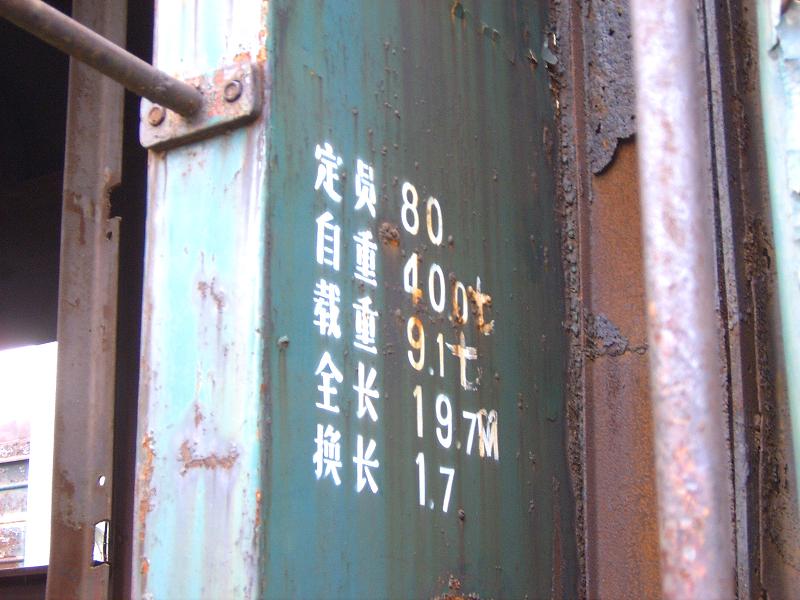 定员 80
自重 40.0t
载重 9.1t
全长 19.7M
换长 1.7